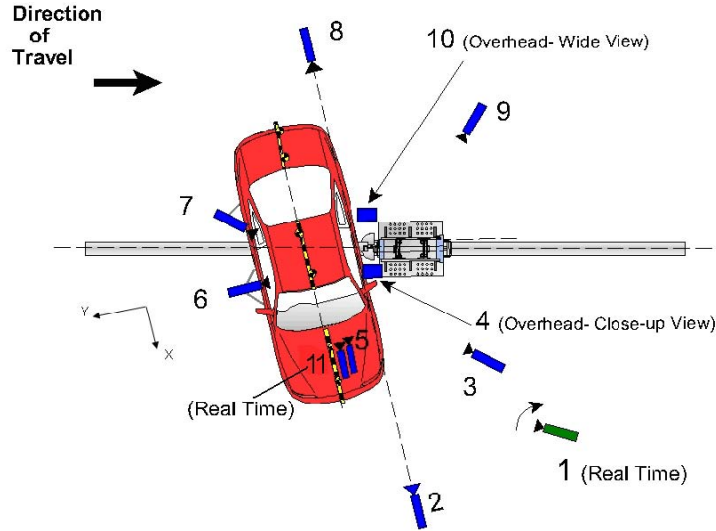 Direction
of
Travel
8
10 (Overhead- Wide View)
9
7
6
4 (Overhead- Close-up View)
Y
X
5
11
3
(Real Time)
1 (Real Time)
2